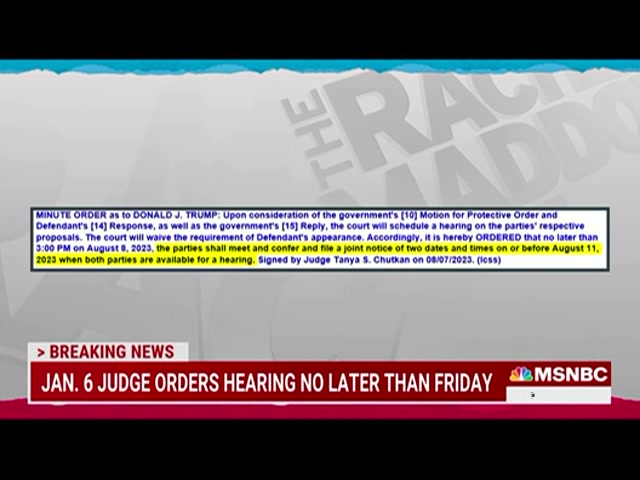 THE
RACH
MADDO
MINUTE ORDER as to DONALD J. TRUMP: Upon consideration of the government's [10] Motion for Protective Order and
Defendant's [14] Response, as well as the government's [15] Reply, the court will schedule a hearing on the parties' respective
proposals. The court will waive the requirement of Defendant's appearance. Accordingly, it is hereby ORDERED that no later than
3:00 PM on August 8, 2023, the parties shall meet and confer and file a joint notice of two dates and times on or before August 11,
2023 when both parties are available for a hearing. Signed by Judge Tanya S. Chutkan on 08/07/2023. (lcss)
> BREAKING NEWS
JAN. 6 JUDGE ORDERS HEARING NO LATER THAN FRIDAY
MSNBC